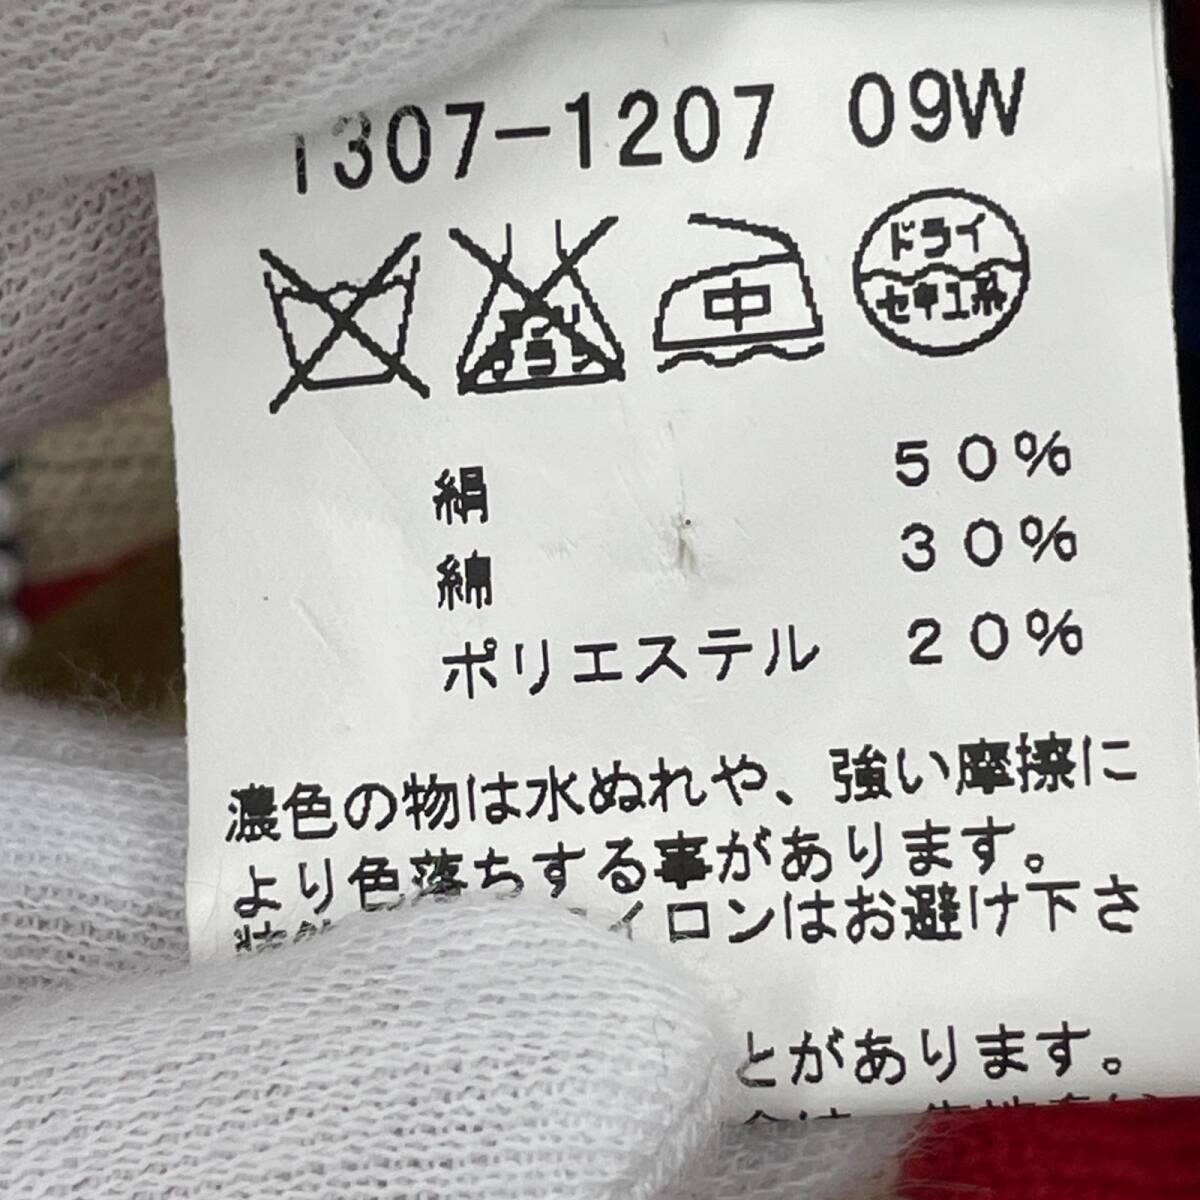 1307-1207 09W
中 ドライ
セキユ系
絹 50%
綿 30%
ポリエステル 20%
濃色の物は水ぬれや、強い摩擦に
より色落ちする事があります。
イロンはお避け下さ
とがあります。